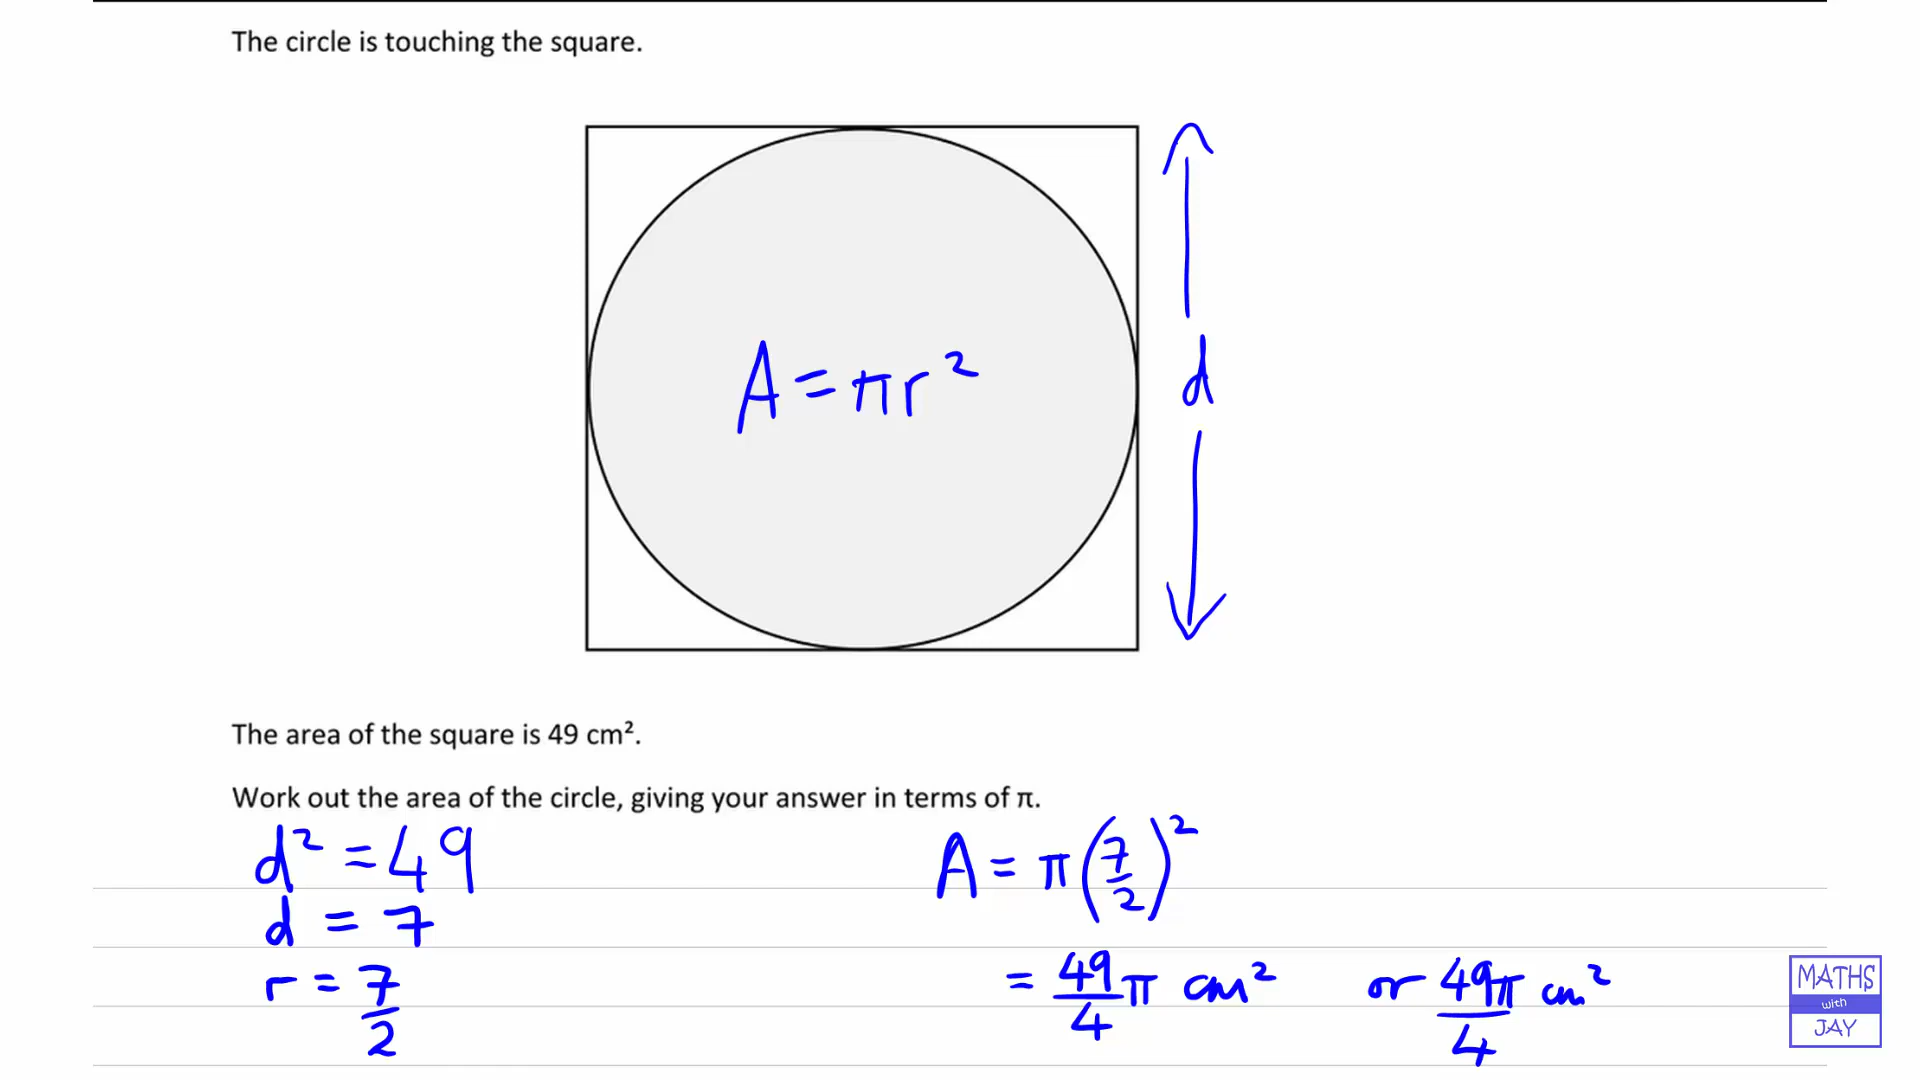 The circle is touching the square.
A = πr²
d
The area of the square is 49 cm².
Work out the area of the circle, giving your answer in terms of π.
d² = 49
d = 7
r = 7/2
A = π(7/2)²
= 49/4 π cm² or 49π/4 cm²
MATHS
with
JAY